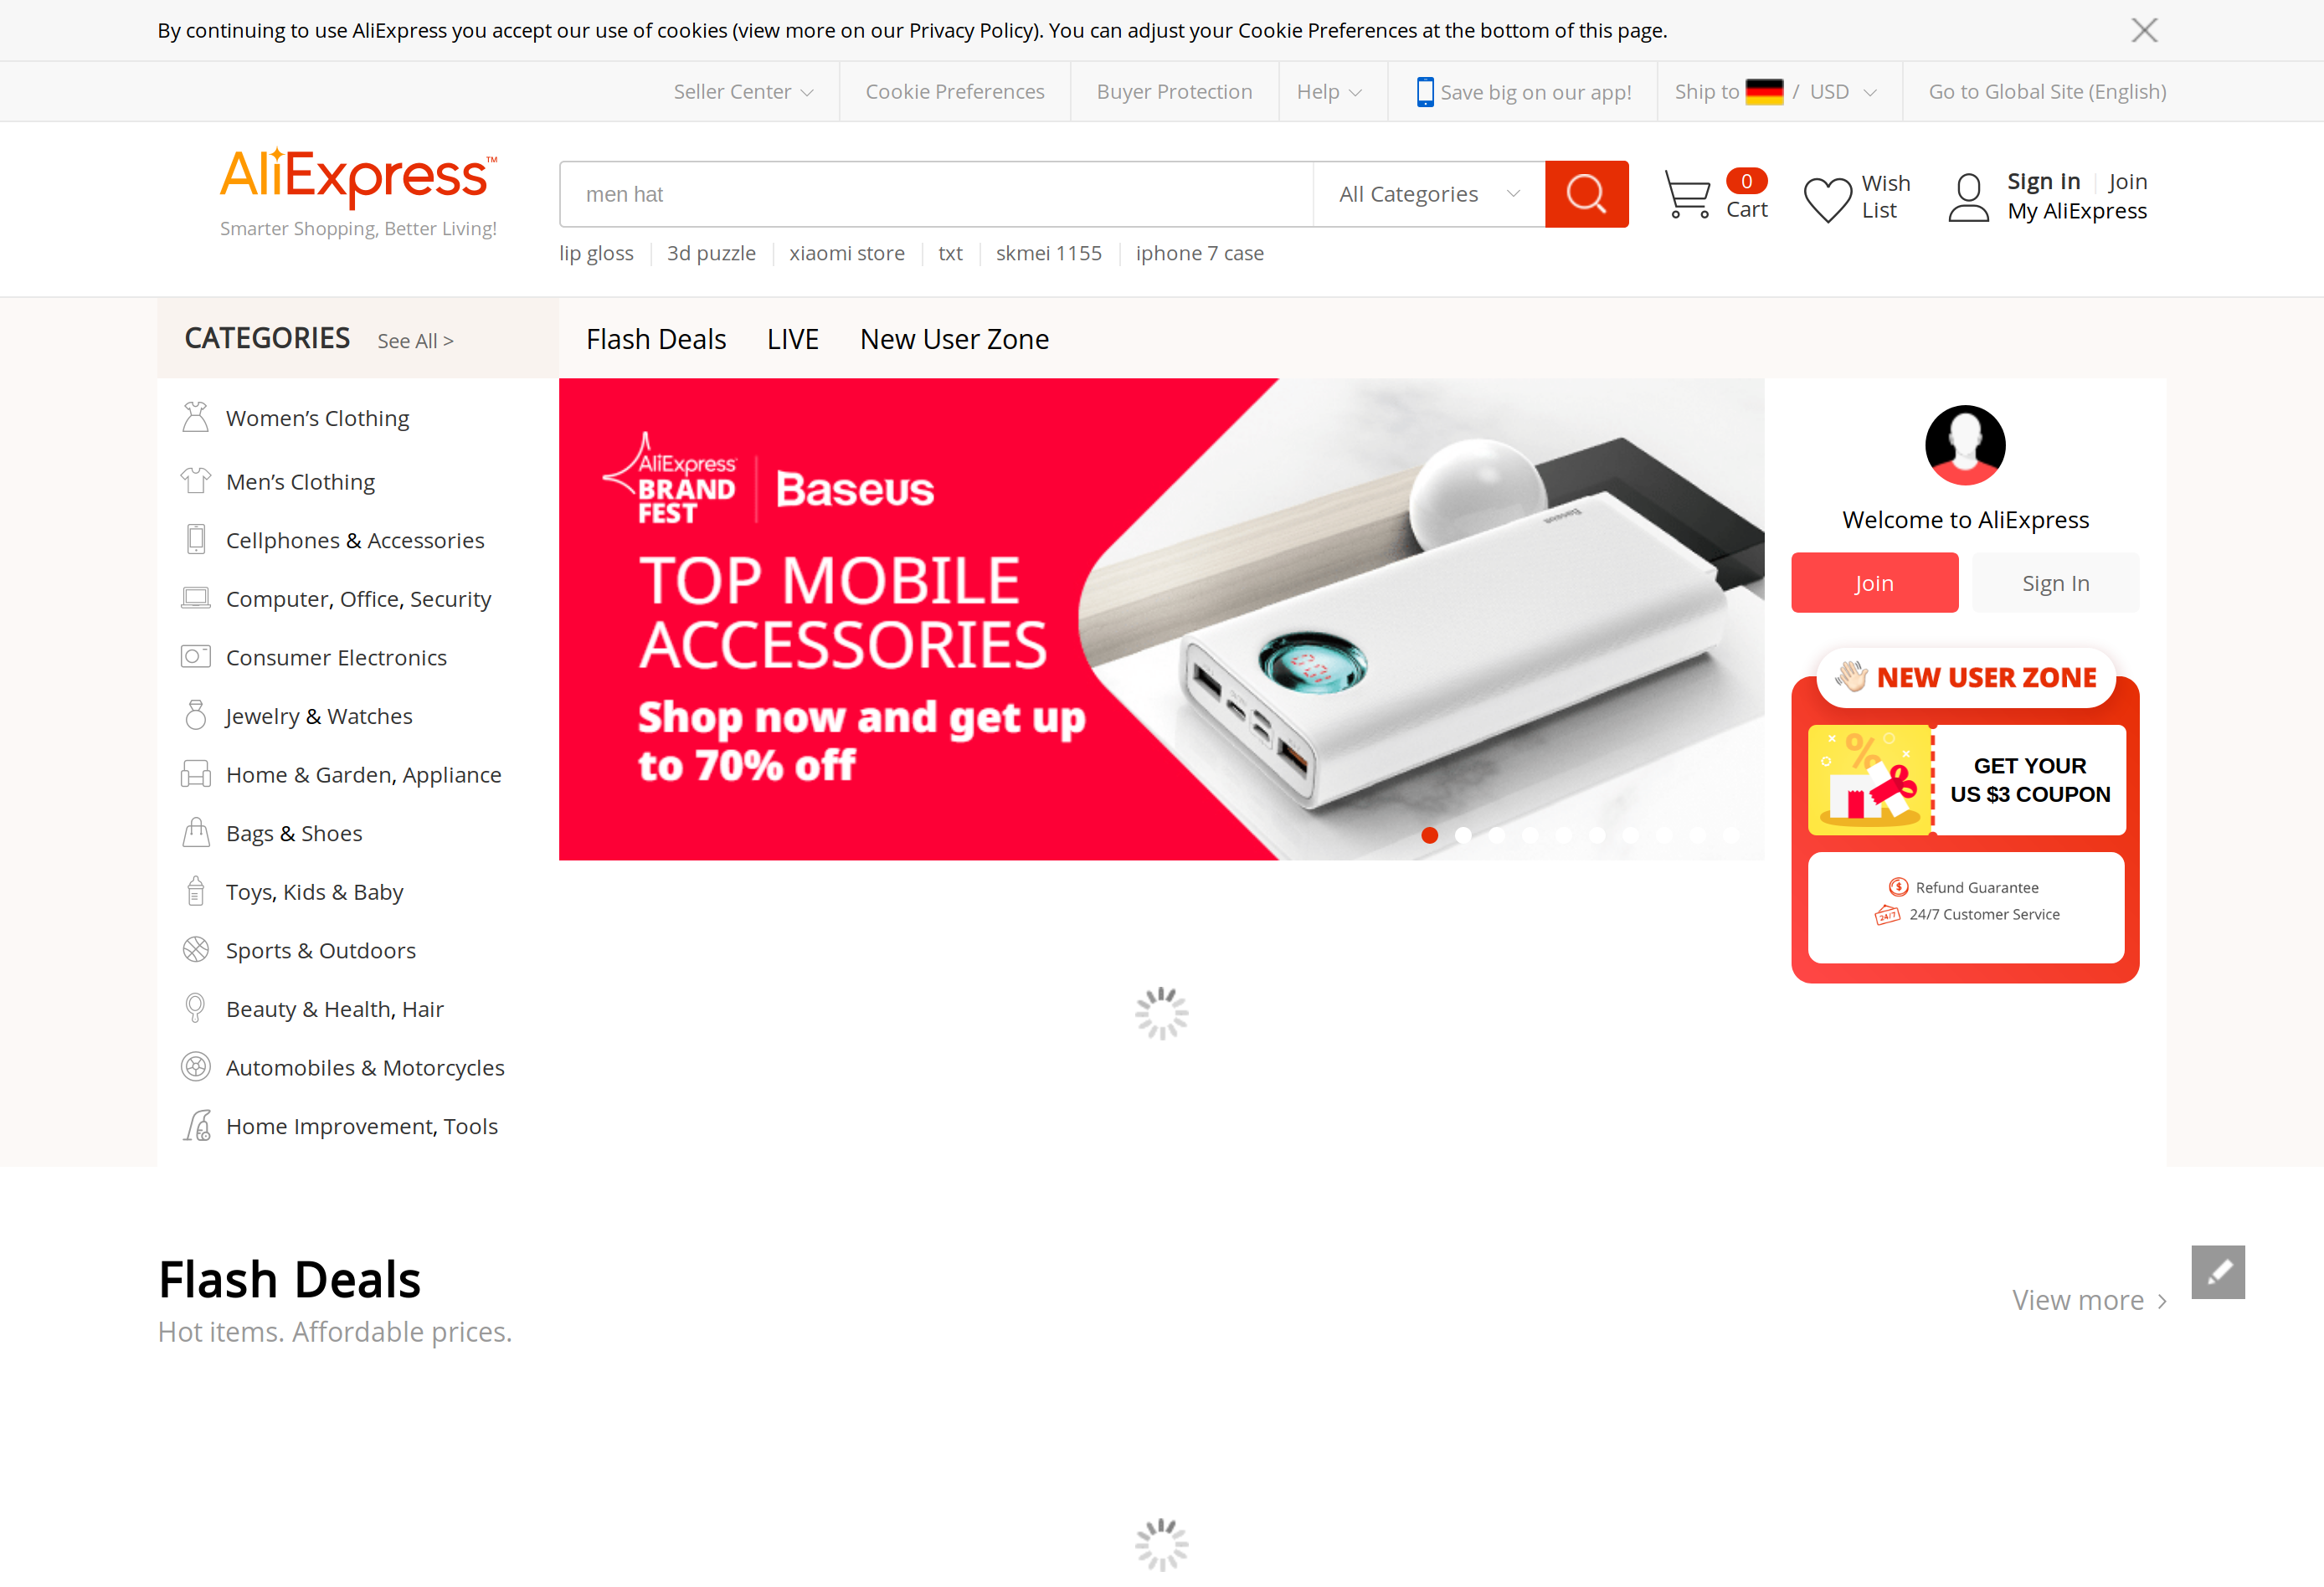 By continuing to use AliExpress you accept our use of cookies (view more on our Privacy Policy). You can adjust your Cookie Preferences at the bottom of this page.
Seller Center
Cookie Preferences
Buyer Protection
Help
Save big on our app!
Ship to / USD
Go to Global Site (English)
AliExpress™
Smarter Shopping, Better Living!
men hat
All Categories
0
Cart
Wish
List
Sign in
Join
My AliExpress
lip gloss
3d puzzle
xiaomi store
txt
skmei 1155
iphone 7 case
CATEGORIES
See All >
Flash Deals
LIVE
New User Zone
Women’s Clothing
Men’s Clothing
Cellphones & Accessories
Computer, Office, Security
Consumer Electronics
Jewelry & Watches
Home & Garden, Appliance
Bags & Shoes
Toys, Kids & Baby
Sports & Outdoors
Beauty & Health, Hair
Automobiles & Motorcycles
Home Improvement, Tools
AliExpress
BRAND
FEST
Baseus
TOP MOBILE
ACCESSORIES
Shop now and get up
to 70% off
Baseus
Welcome to AliExpress
Join
Sign In
NEW USER ZONE
%
GET YOUR
US $3 COUPON
$ Refund Guarantee
24/7 24/7 Customer Service
Flash Deals
Hot items. Affordable prices.
View more >